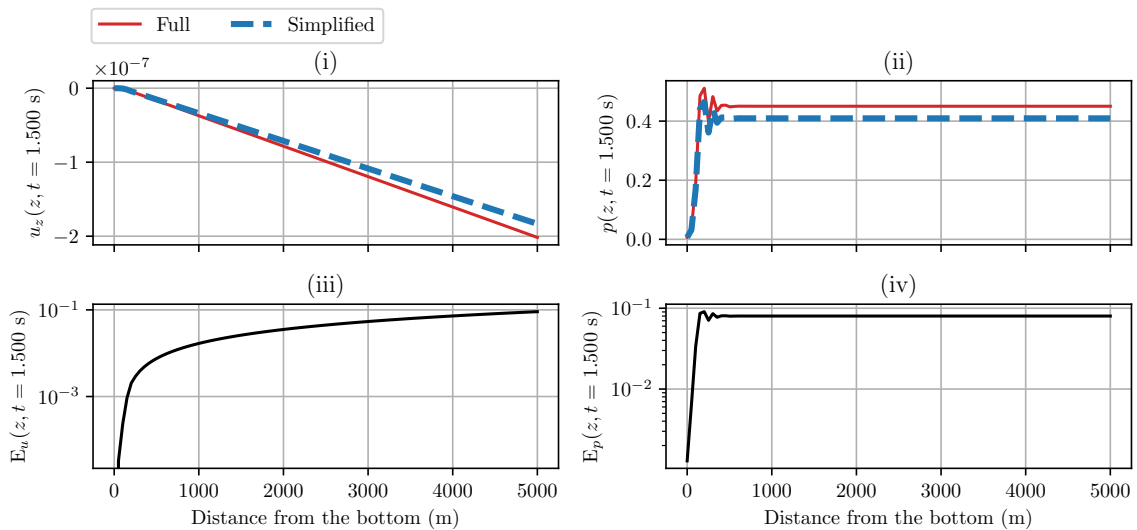 Full Simplified
(i)
×10⁻⁷
0
−1
−2
u_z(z, t = 1.500 s)
(ii)
0.4
0.2
0.0
p(z, t = 1.500 s)
(iii)
10⁻¹
10⁻³
E_u(z, t = 1.500 s)
0 1000 2000 3000 4000 5000
Distance from the bottom (m)
(iv)
10⁻¹
10⁻²
E_p(z, t = 1.500 s)
0 1000 2000 3000 4000 5000
Distance from the bottom (m)